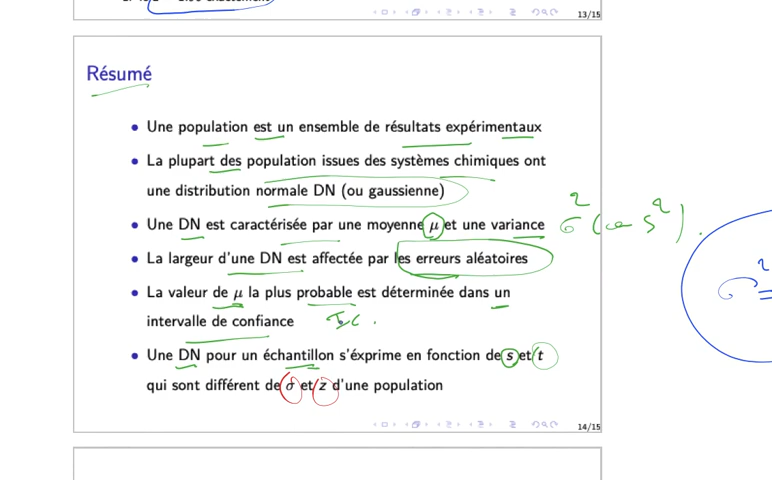 13/15
Résumé
• Une population est un ensemble de résultats expérimentaux
• La plupart des population issues des systèmes chimiques ont
une distribution normale DN (ou gaussienne)
• Une DN est caractérisée par une moyenne μ et une variance σ² (ou s²).
• La largeur d'une DN est affectée par les erreurs aléatoires
• La valeur de μ la plus probable est déterminée dans un
intervalle de confiance IC.
σ² =
• Une DN pour un échantillon s'éxprime en fonction de s et t
qui sont différent de σ et z d'une population
14/15